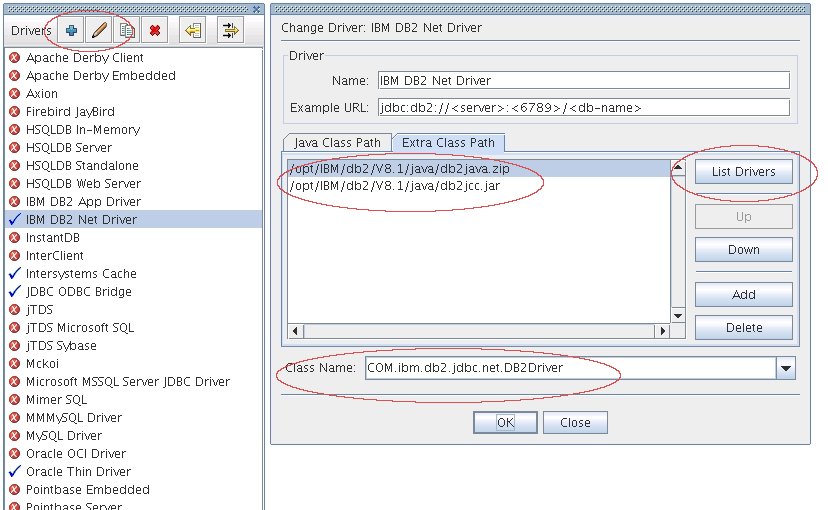 Drivers
Apache Derby Client
Apache Derby Embedded
Axion
Firebird JayBird
HSQLDB In-Memory
HSQLDB Server
HSQLDB Standalone
HSQLDB Web Server
IBM DB2 App Driver
IBM DB2 Net Driver
InstantDB
InterClient
Intersystems Cache
JDBC ODBC Bridge
jTDS
jTDS Microsoft SQL
jTDS Sybase
Mckoi
Microsoft MSSQL Server JDBC Driver
Mimer SQL
MMMySQL Driver
MySQL Driver
Oracle OCI Driver
Oracle Thin Driver
Pointbase Embedded
Pointbase Server
Change Driver: IBM DB2 Net Driver
Driver
Name: IBM DB2 Net Driver
Example URL: jdbc:db2://<server>:<6789>/<db-name>
Java Class Path Extra Class Path
/opt/IBM/db2/V8.1/java/db2java.zip
/opt/IBM/db2/V8.1/java/db2jcc.jar
List Drivers
Up
Down
Add
Delete
Class Name: COM.ibm.db2.jdbc.net.DB2Driver
OK Close